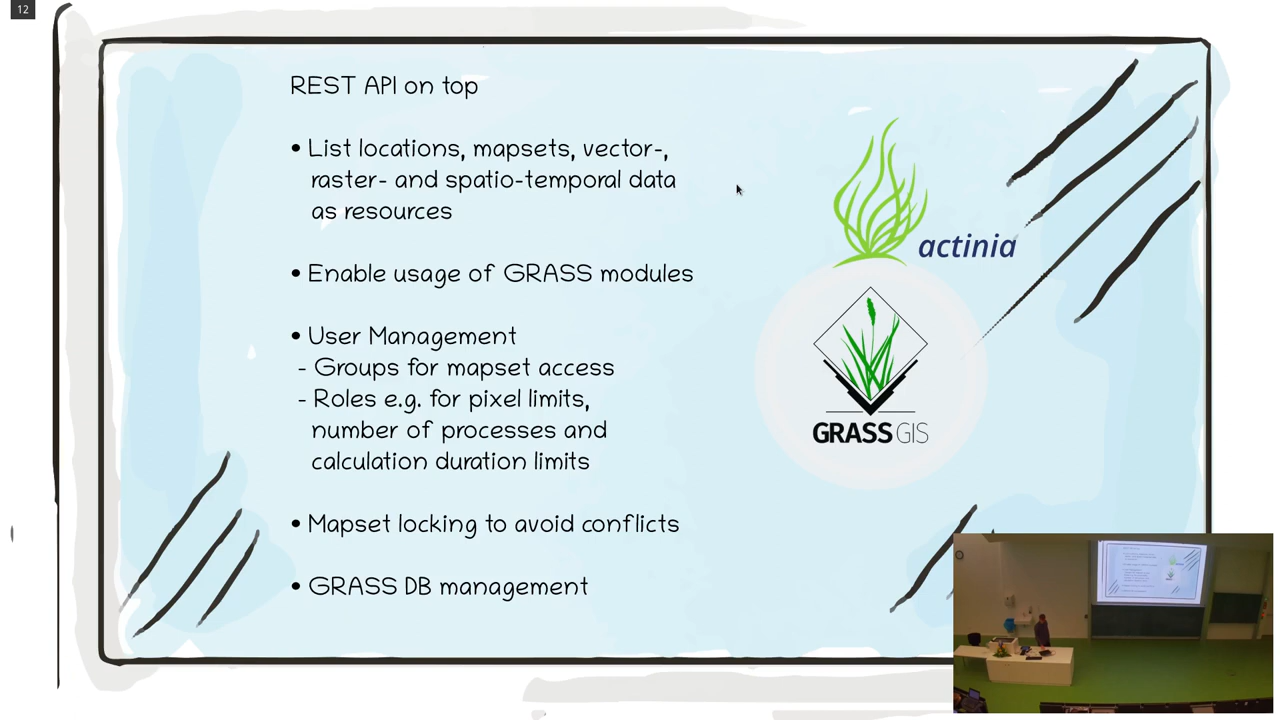 12
REST API on top
• List locations, mapsets, vector-,
raster- and spatio-temporal data
as resources
• Enable usage of GRASS modules
• User Management
- Groups for mapset access
- Roles e.g. for pixel limits,
number of processes and
calculation duration limits
• Mapset locking to avoid conflicts
• GRASS DB management
actinia
GRASS GIS